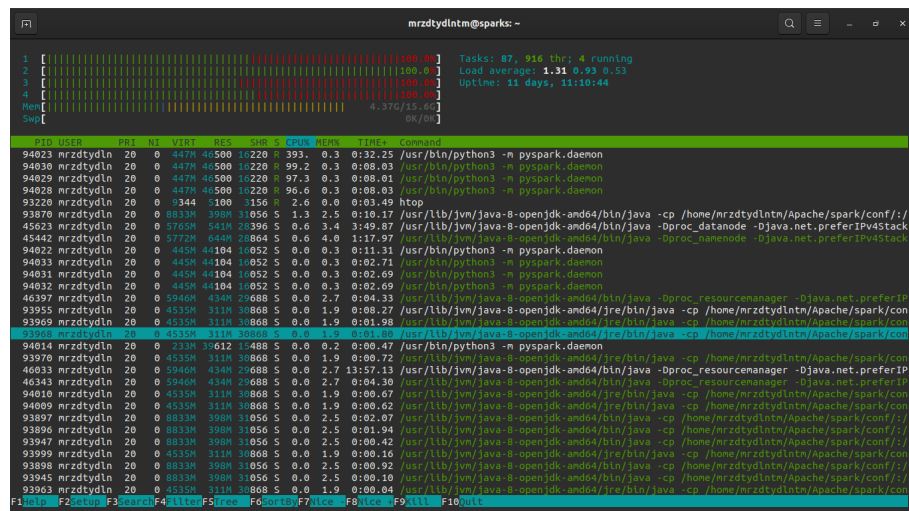 mrzdtydlntm@sparks: ~
1 [||||||||||||||||||||||||||||||||||||||||||||||||||100.0%] Tasks: 87, 916 thr; 4 running
2 [||||||||||||||||||||||||||||||||||||||||||||||||||100.0%] Load average: 1.31 0.93 0.53
3 [||||||||||||||||||||||||||||||||||||||||||||||||||100.0%] Uptime: 11 days, 11:10:44
4 [||||||||||||||||||||||||||||||||||||||||||||||||||100.0%]
Mem[||||||||||||||||||||||||||||||||||||||||||| 4.37G/15.6G]
Swp[ 0K/0K]
PID USER PRI NI VIRT RES SHR S CPU% MEM% TIME+ Command
94023 mrzdtydln 20 0 447M 46500 16220 R 393. 0.3 0:32.25 /usr/bin/python3 -m pyspark.daemon
94030 mrzdtydln 20 0 447M 46500 16220 R 99.2 0.3 0:08.03 /usr/bin/python3 -m pyspark.daemon
94029 mrzdtydln 20 0 447M 46500 16220 R 97.3 0.3 0:08.01 /usr/bin/python3 -m pyspark.daemon
94028 mrzdtydln 20 0 447M 46500 16220 R 96.6 0.3 0:08.03 /usr/bin/python3 -m pyspark.daemon
93220 mrzdtydln 20 0 9344 5100 3156 R 2.6 0.0 0:03.49 htop
93870 mrzdtydln 20 0 8833M 398M 31056 S 1.3 2.5 0:10.17 /usr/lib/jvm/java-8-openjdk-amd64/bin/java -cp /home/mrzdtydlntm/Apache/spark/conf/:/
45623 mrzdtydln 20 0 5765M 541M 28396 S 0.6 3.4 3:49.87 /usr/lib/jvm/java-8-openjdk-amd64/bin/java -Dproc_datanode -Djava.net.preferIPv4Stack
45442 mrzdtydln 20 0 5772M 644M 28864 S 0.6 4.0 1:17.97 /usr/lib/jvm/java-8-openjdk-amd64/bin/java -Dproc_namenode -Djava.net.preferIPv4Stack
94022 mrzdtydln 20 0 445M 44104 16052 S 0.0 0.3 0:11.31 /usr/bin/python3 -m pyspark.daemon
94033 mrzdtydln 20 0 445M 44104 16052 S 0.0 0.3 0:02.71 /usr/bin/python3 -m pyspark.daemon
94031 mrzdtydln 20 0 445M 44104 16052 S 0.0 0.3 0:02.69 /usr/bin/python3 -m pyspark.daemon
94032 mrzdtydln 20 0 445M 44104 16052 S 0.0 0.3 0:02.69 /usr/bin/python3 -m pyspark.daemon
46397 mrzdtydln 20 0 5946M 434M 29688 S 0.0 2.7 0:04.33 /usr/lib/jvm/java-8-openjdk-amd64/bin/java -Dproc_resourcemanager -Djava.net.preferIP
93955 mrzdtydln 20 0 4535M 311M 30868 S 0.0 1.9 0:08.27 /usr/lib/jvm/java-8-openjdk-amd64/jre/bin/java -cp /home/mrzdtydlntm/Apache/spark/con
93969 mrzdtydln 20 0 4535M 311M 30868 S 0.0 1.9 0:01.98 /usr/lib/jvm/java-8-openjdk-amd64/jre/bin/java -cp /home/mrzdtydlntm/Apache/spark/con
93968 mrzdtydln 20 0 4535M 311M 30868 S 0.0 1.9 0:01.80 /usr/lib/jvm/java-8-openjdk-amd64/jre/bin/java -cp /home/mrzdtydlntm/Apache/spark/con
94014 mrzdtydln 20 0 233M 39612 15488 S 0.0 0.2 0:00.47 /usr/bin/python3 -m pyspark.daemon
93970 mrzdtydln 20 0 4535M 311M 30868 S 0.0 1.9 0:00.72 /usr/lib/jvm/java-8-openjdk-amd64/jre/bin/java -cp /home/mrzdtydlntm/Apache/spark/con
46033 mrzdtydln 20 0 5946M 434M 29688 S 0.0 2.7 13:57.13 /usr/lib/jvm/java-8-openjdk-amd64/bin/java -Dproc_resourcemanager -Djava.net.preferIP
46343 mrzdtydln 20 0 5946M 434M 29688 S 0.0 2.7 0:04.30 /usr/lib/jvm/java-8-openjdk-amd64/bin/java -Dproc_resourcemanager -Djava.net.preferIP
94010 mrzdtydln 20 0 4535M 311M 30868 S 0.0 1.9 0:00.67 /usr/lib/jvm/java-8-openjdk-amd64/jre/bin/java -cp /home/mrzdtydlntm/Apache/spark/con
94009 mrzdtydln 20 0 4535M 311M 30868 S 0.0 1.9 0:00.62 /usr/lib/jvm/java-8-openjdk-amd64/jre/bin/java -cp /home/mrzdtydlntm/Apache/spark/con
93897 mrzdtydln 20 0 8833M 398M 31056 S 0.0 2.5 0:02.07 /usr/lib/jvm/java-8-openjdk-amd64/bin/java -cp /home/mrzdtydlntm/Apache/spark/conf/:/
93896 mrzdtydln 20 0 8833M 398M 31056 S 0.0 2.5 0:01.94 /usr/lib/jvm/java-8-openjdk-amd64/bin/java -cp /home/mrzdtydlntm/Apache/spark/conf/:/
93947 mrzdtydln 20 0 8833M 398M 31056 S 0.0 2.5 0:00.42 /usr/lib/jvm/java-8-openjdk-amd64/bin/java -cp /home/mrzdtydlntm/Apache/spark/conf/:/
93999 mrzdtydln 20 0 4535M 311M 30868 S 0.0 1.9 0:00.16 /usr/lib/jvm/java-8-openjdk-amd64/jre/bin/java -cp /home/mrzdtydlntm/Apache/spark/con
93898 mrzdtydln 20 0 8833M 398M 31056 S 0.0 2.5 0:00.92 /usr/lib/jvm/java-8-openjdk-amd64/bin/java -cp /home/mrzdtydlntm/Apache/spark/conf/:/
93945 mrzdtydln 20 0 8833M 398M 31056 S 0.0 2.5 0:00.10 /usr/lib/jvm/java-8-openjdk-amd64/bin/java -cp /home/mrzdtydlntm/Apache/spark/conf/:/
93963 mrzdtydln 20 0 4535M 311M 30868 S 0.0 1.9 0:00.04 /usr/lib/jvm/java-8-openjdk-amd64/jre/bin/java -cp /home/mrzdtydlntm/Apache/spark/con
F1Help F2Setup F3SearchF4FilterF5Tree F6SortByF7Nice -F8Nice +F9Kill F10Quit